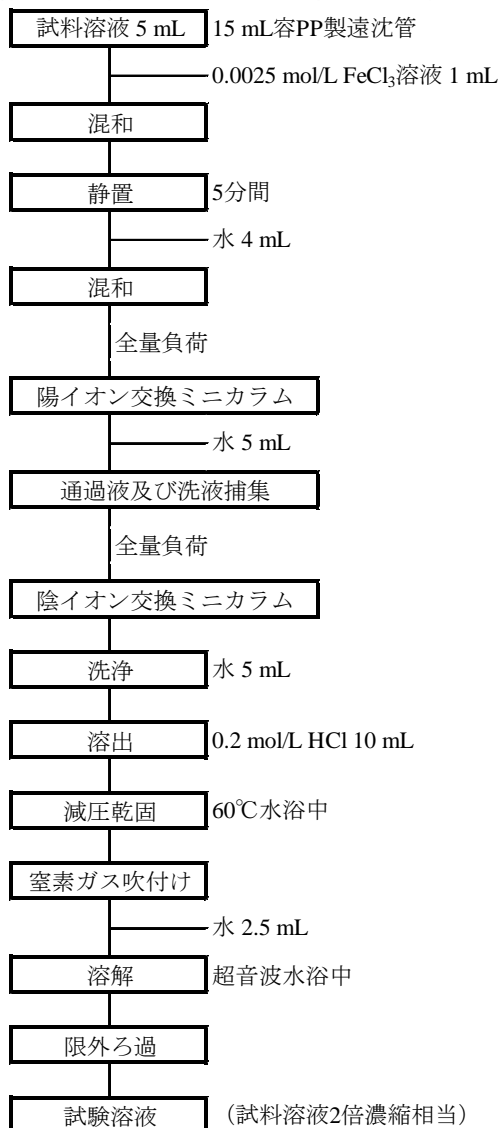 試料溶液 5 mL 15 mL容PP製遠沈管
0.0025 mol/L FeCl₃溶液 1 mL
混和
静置 5分間
水 4 mL
混和
全量負荷
陽イオン交換ミニカラム
水 5 mL
通過液及び洗液捕集
全量負荷
陰イオン交換ミニカラム
洗浄 水 5 mL
溶出 0.2 mol/L HCl 10 mL
減圧乾固 60℃水浴中
窒素ガス吹付け
水 2.5 mL
溶解 超音波水浴中
限外ろ過
試験溶液 （試料溶液2倍濃縮相当）